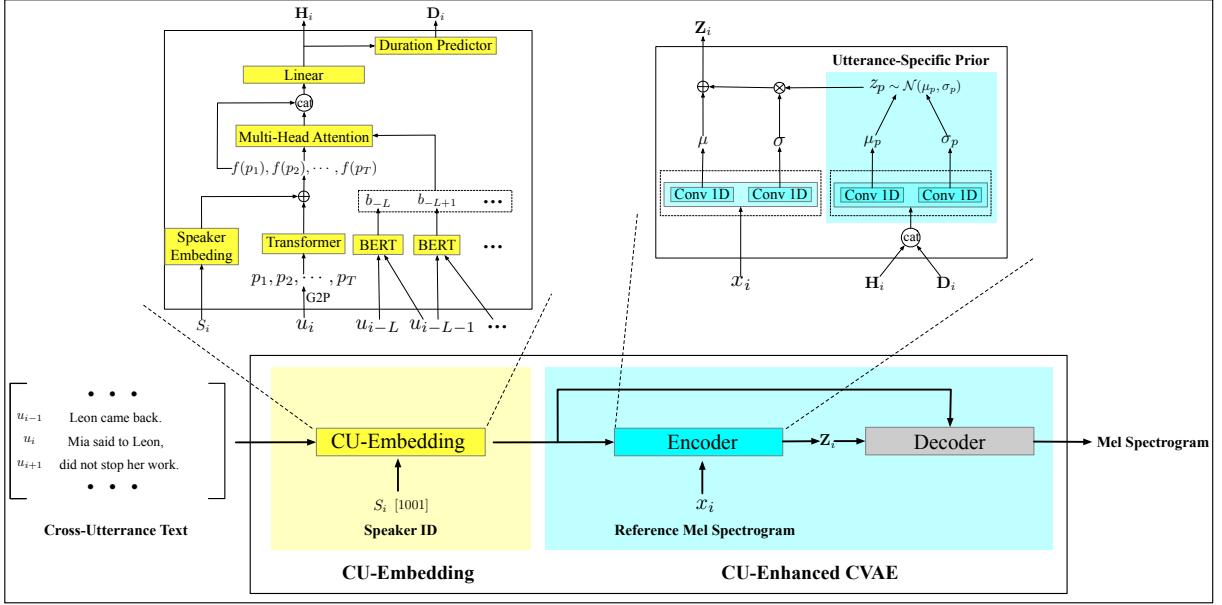 H_i
D_i
Duration Predictor
Linear
cat
Multi-Head Attention
f(p_1), f(p_2), ⋯ , f(p_T)
b_{-L} b_{-L+1} •••
Speaker
Embeding
Transformer
BERT
BERT
•••
p_1, p_2, ⋯ , p_T
G2P
S_i
u_i
u_{i-L}
u_{i-L-1}
•••
Z_i
Utterance-Specific Prior
z_p ∼ N(μ_p, σ_p)
μ
σ
μ_p
σ_p
Conv 1D
Conv 1D
Conv 1D
Conv 1D
cat
x_i
H_i
D_i
• • •
u_{i-1} Leon came back.
u_i Mia said to Leon,
u_{i+1} did not stop her work.
• • •
Cross-Utterrance Text
CU-Embedding
S_i [1001]
Speaker ID
CU-Embedding
Encoder
Z_i
Decoder
Mel Spectrogram
x_i
Reference Mel Spectrogram
CU-Enhanced CVAE